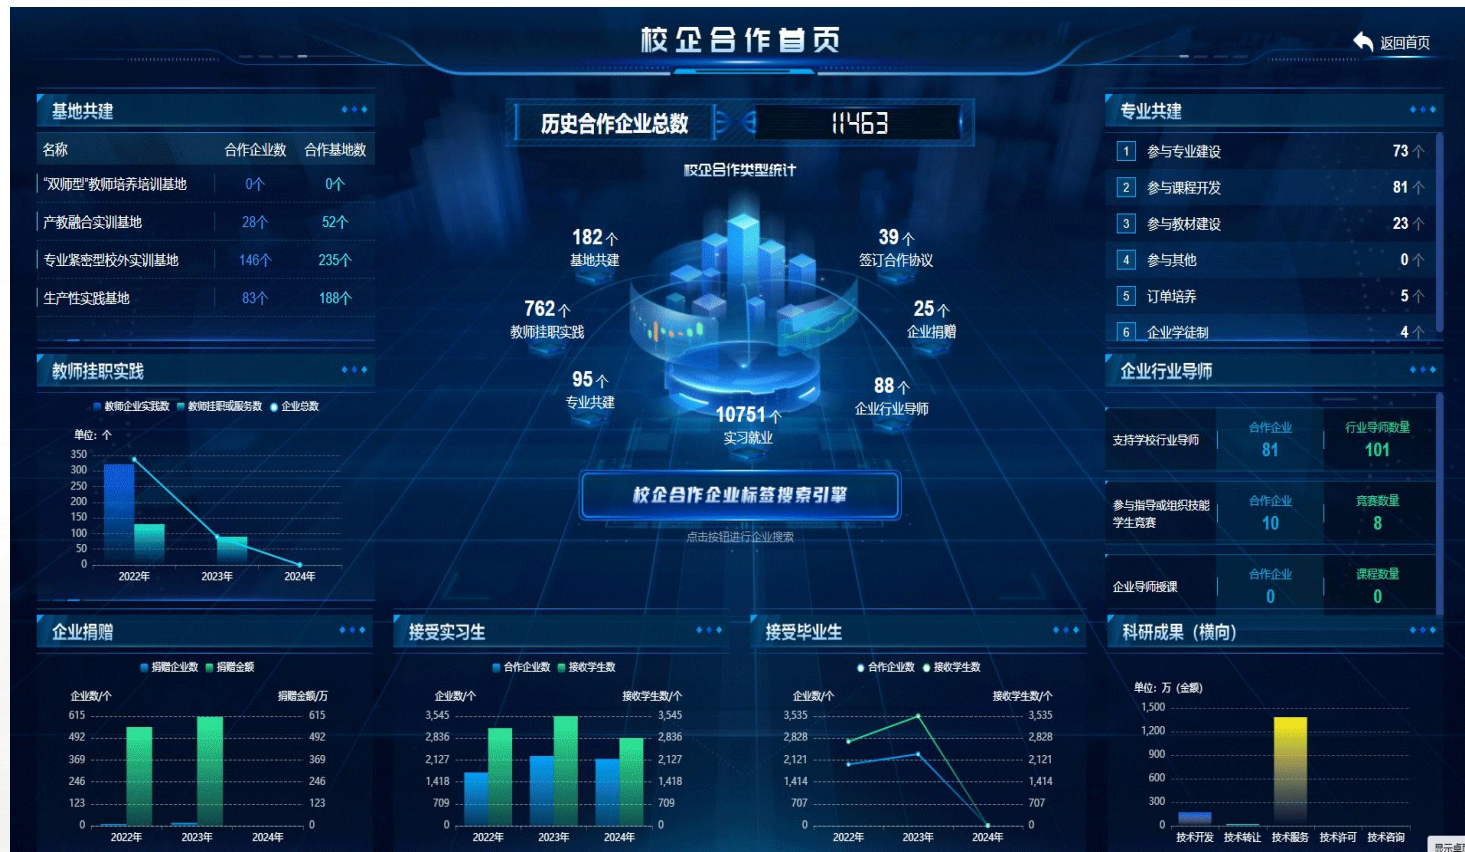 校企合作首页
返回首页
基地共建
名称 合作企业数 合作基地数
“双师型”教师培养培训基地 0个 0个
产教融合实训基地 28个 52个
专业紧密型校外实训基地 146个 235个
生产性实践基地 83个 188个
教师挂职实践
教师企业实践数 教师挂职或服务数 企业总数
单位：个
350
300
250
200
150
100
50
0
2022年 2023年 2024年
历史合作企业总数 11463
校企合作类型统计
182个
基地共建
39个
签订合作协议
762个
教师挂职实践
25个
企业捐赠
95个
专业共建
88个
企业行业导师
10751个
实习就业
校企合作企业标签搜索引擎
点击按钮进行企业搜索
专业共建
1 参与专业建设 73个
2 参与课程开发 81个
3 参与教材建设 23个
4 参与其他 0个
5 订单培养 5个
6 企业学徒制 4个
企业行业导师
支持学校行业导师
合作企业 行业导师数量
81 101
参与指导或组织技能
学生竞赛
合作企业 竞赛数量
10 8
企业导师授课
合作企业 课程数量
0 0
企业捐赠
捐赠企业数 捐赠金额
企业数/个 捐赠金额/万
615 615
492 492
369 369
246 246
123 123
0 0
2022年 2023年 2024年
接受实习生
合作企业数 接收学生数
企业数/个 接收学生数/个
3,545 3,545
2,836 2,836
2,127 2,127
1,418 1,418
709 709
0 0
2022年 2023年 2024年
接受毕业生
合作企业数 接收学生数
企业数/个 接收学生数/个
3,535 3,535
2,828 2,828
2,121 2,121
1,414 1,414
707 707
0 0
2022年 2023年 2024年
科研成果（横向）
单位：万（金额）
1,500
1,200
900
600
300
0
技术开发 技术转让 技术服务 技术许可 技术咨询